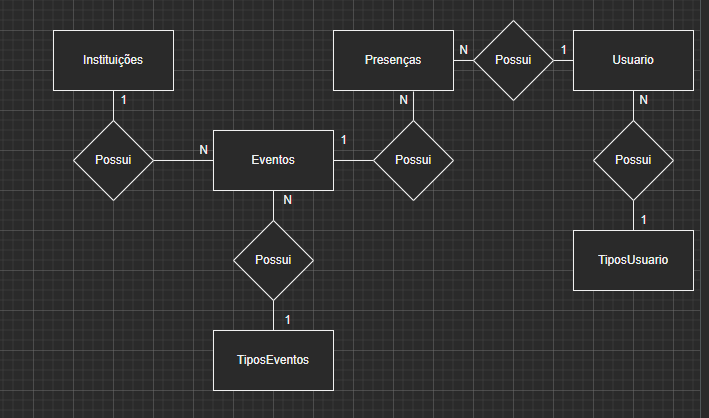 Instituições
Presenças
N
Possui
1
Usuario
1
N
N
Possui
N
Eventos
1
Possui
Possui
N
1
Possui
TiposUsuario
1
TiposEventos